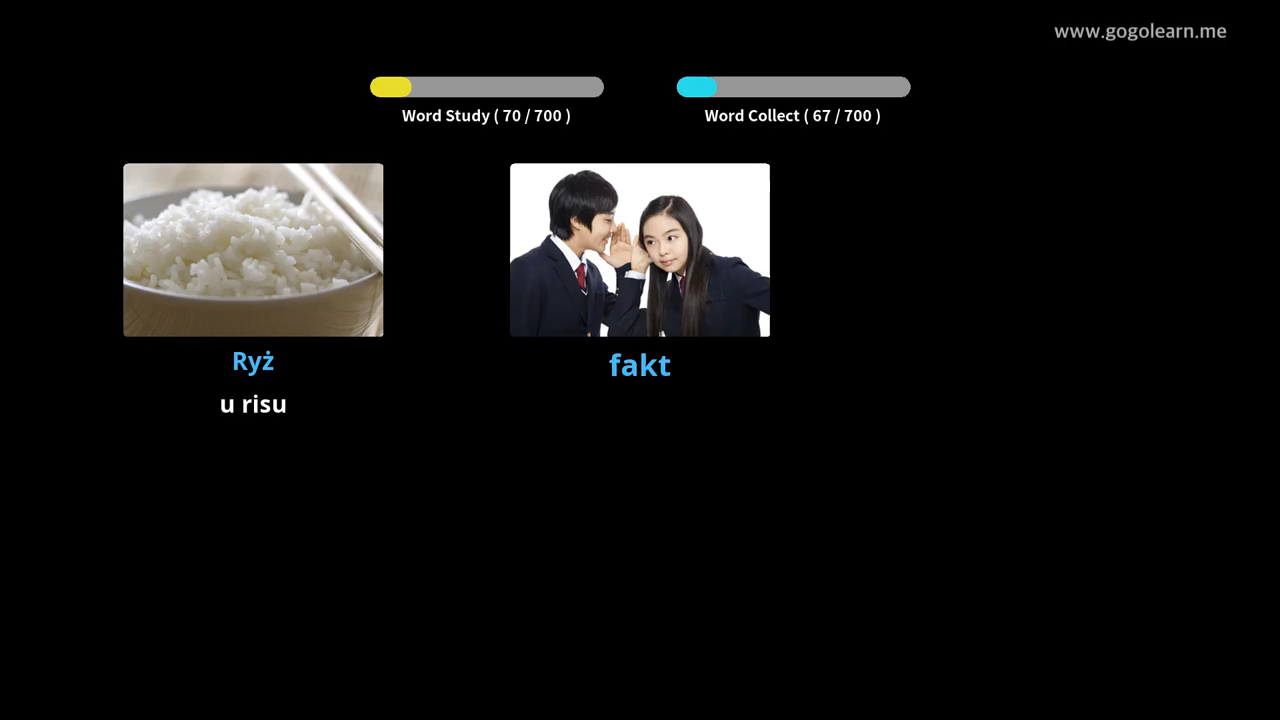 www.gogolearn.me
Word Study ( 70 / 700 )
Word Collect ( 67 / 700 )
Ryż
u risu
fakt